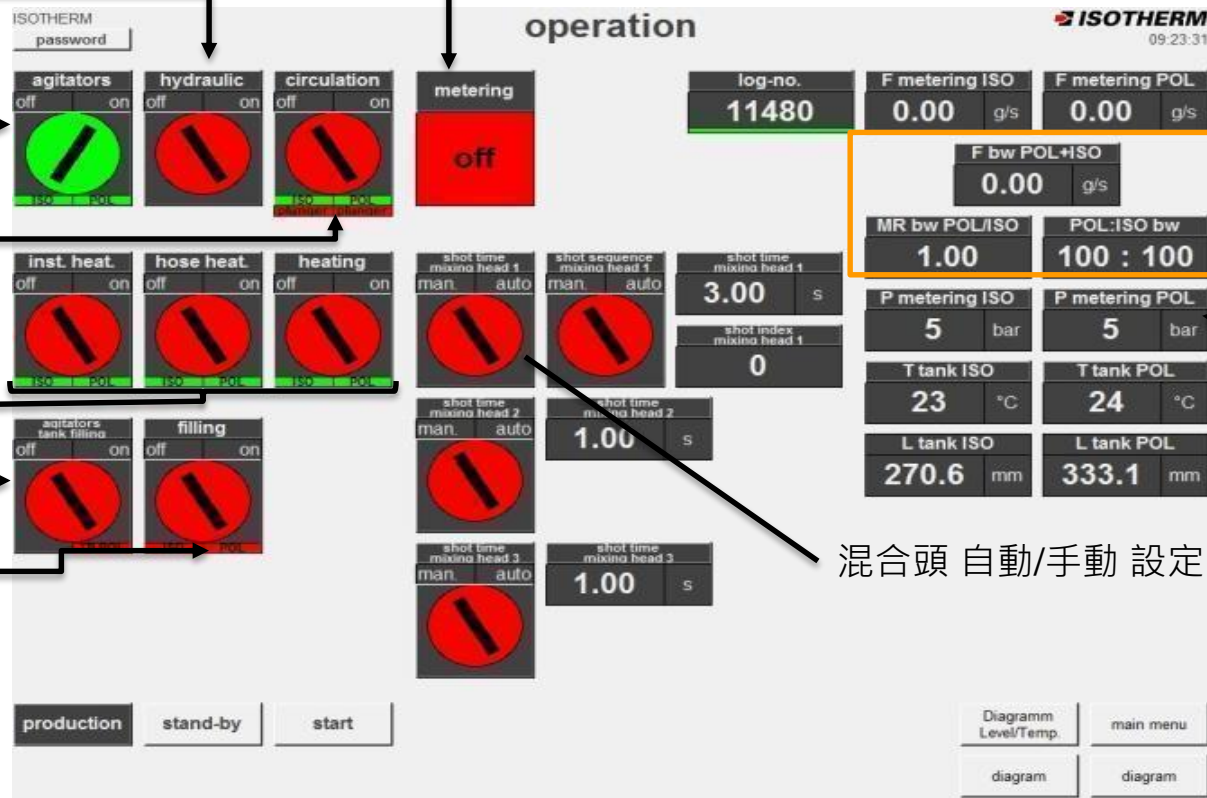 ISOTHERM
password
operation
ISOTHERM
09:23:31
agitators
off on
ISO POL
hydraulic
off on
circulation
off on
ISO POL
plunger plunger
metering
off
log-no.
11480
F metering ISO
0.00 g/s
F metering POL
0.00 g/s
F bw POL+ISO
0.00 g/s
MR bw POL/ISO
1.00
POL:ISO bw
100 : 100
inst. heat.
off on
ISO POL
hose heat.
off on
ISO POL
heating
off on
ISO POL
shot time
mixing head 1
man. auto
shot sequence
mixing head 1
man. auto
shot time
mixing head 1
3.00 s
shot index
mixing head 1
0
P metering ISO
5 bar
P metering POL
5 bar
T tank ISO
23 °C
T tank POL
24 °C
L tank ISO
270.6 mm
L tank POL
333.1 mm
agitators
tank filling
off on
filling
off on
ISO POL
shot time
mixing head 2
man. auto
shot time
mixing head 2
1.00 s
shot time
mixing head 3
man. auto
shot time
mixing head 3
1.00 s
混合頭 自動/手動 設定
production
stand-by
start
Diagramm
Level/Temp.
main menu
diagram
diagram